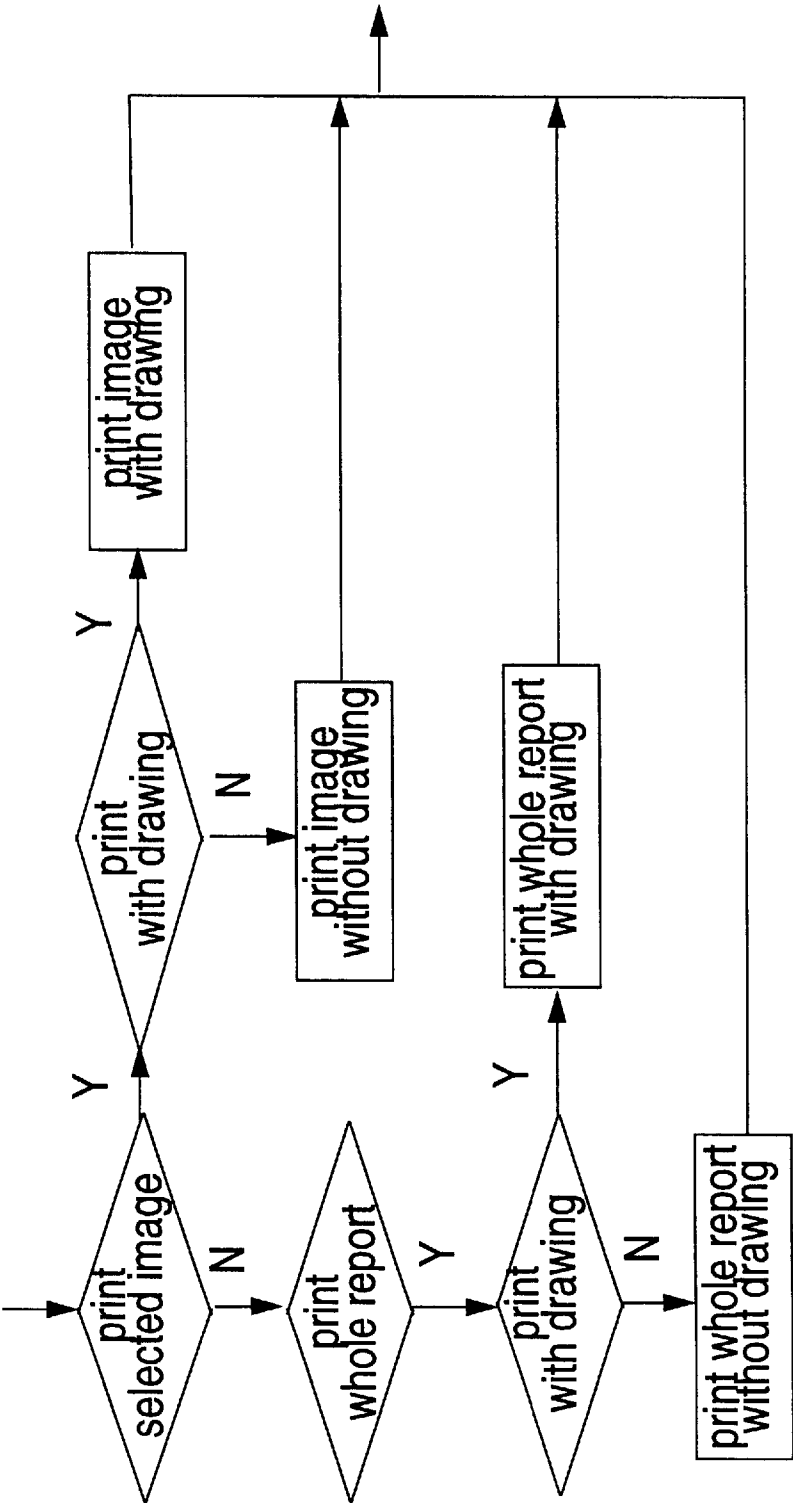 print
selected image
Y
print
with drawing
Y
print image
with drawing
N
N
print image
without drawing
print
whole report
Y
print
with drawing
Y
print whole report
with drawing
N
print whole report
without drawing